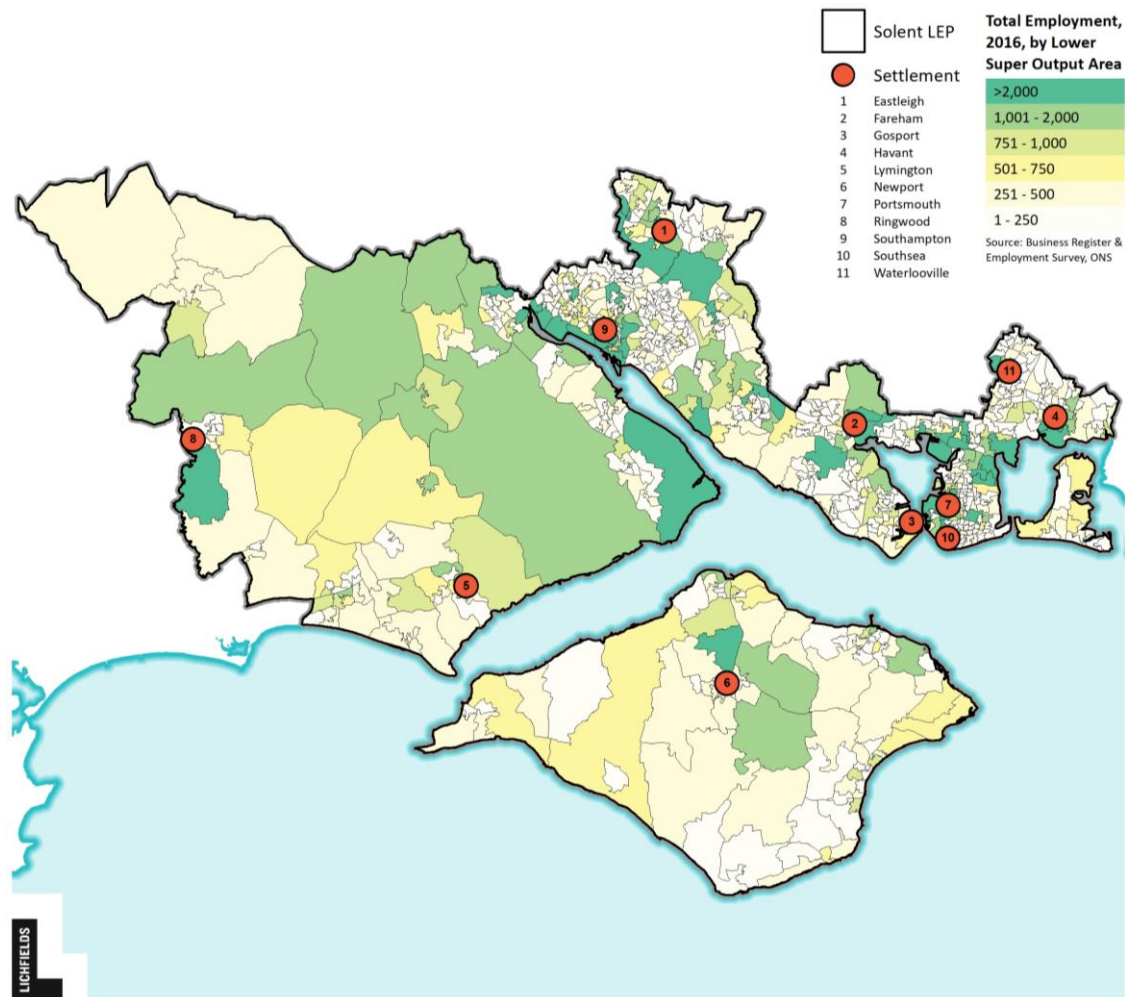 Solent LEP
Settlement
1 Eastleigh
2 Fareham
3 Gosport
4 Havant
5 Lymington
6 Newport
7 Portsmouth
8 Ringwood
9 Southampton
10 Southsea
11 Waterlooville
Total Employment,
2016, by Lower
Super Output Area
>2,000
1,001 - 2,000
751 - 1,000
501 - 750
251 - 500
1 - 250
Source: Business Register &
Employment Survey, ONS
1
9
11
4
2
8
7
3
10
5
6
LICHFIELDS